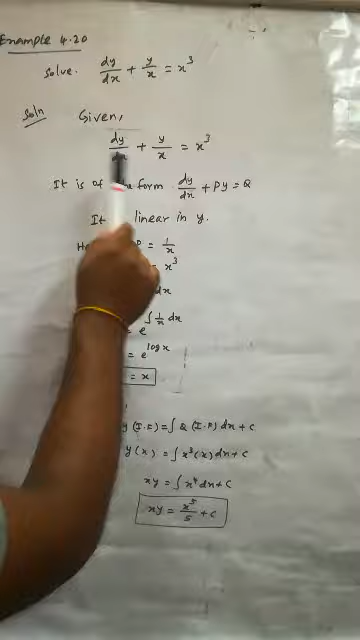 Example 4.20
Solve. dy/dx + y/x = x³
Soln Given,
dy/dx + y/x = x³
It is of form dy/dx + Py = Q
It linear in y.
P = 1/x
= x³
dx
= e^∫ 1/x dx
= e^log x
= x
y (I.F) = ∫ Q (I.F) dx + c
y(x) = ∫ x³(x) dx + c
xy = ∫ x⁴ dx + c
xy = x⁵/5 + c